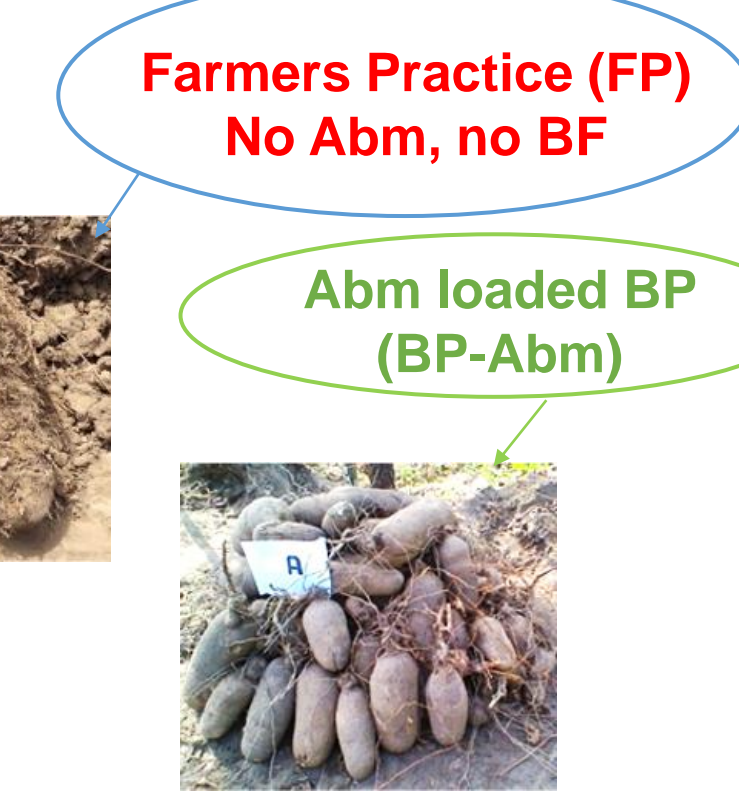 Farmers Practice (FP)
No Abm, no BF
Abm loaded BP
(BP-Abm)
A